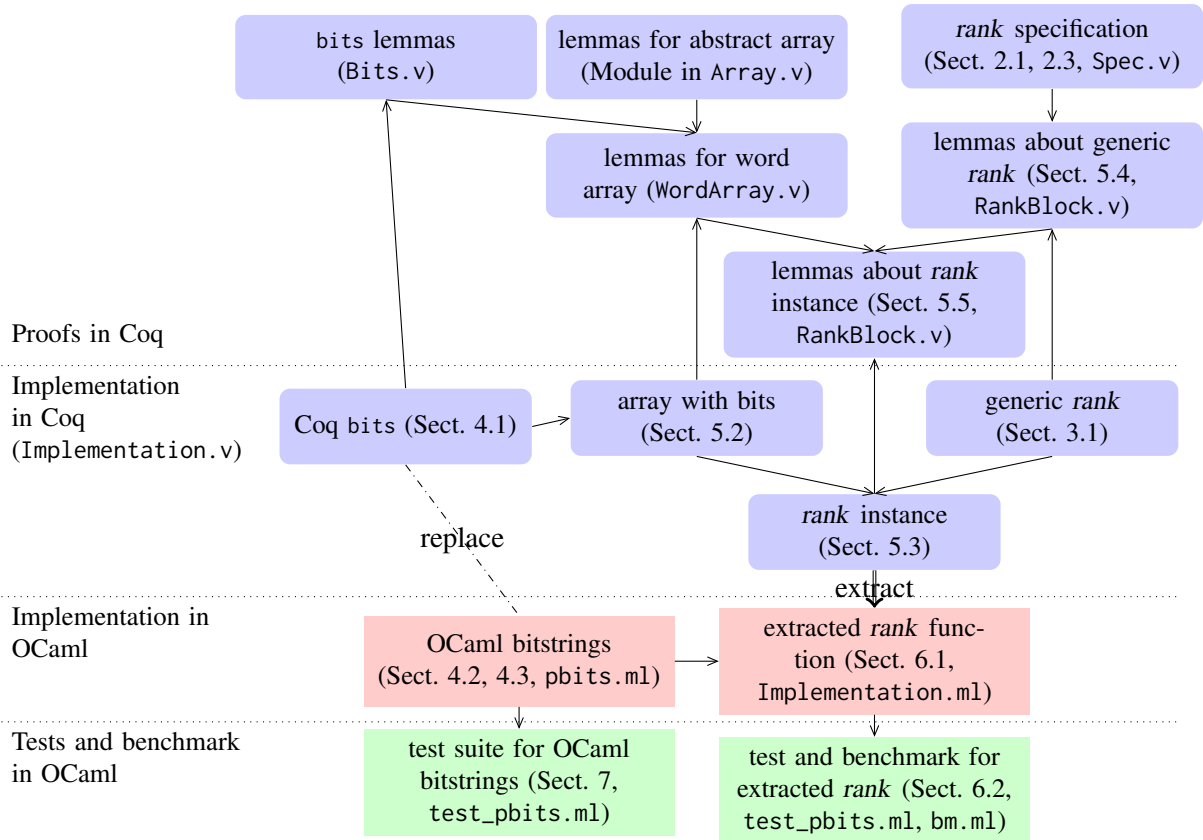 bits lemmas
(Bits.v)
lemmas for abstract array
(Module in Array.v)
rank specification
(Sect. 2.1, 2.3, Spec.v)
lemmas for word
array (WordArray.v)
lemmas about generic
rank (Sect. 5.4,
RankBlock.v)
lemmas about rank
instance (Sect. 5.5,
RankBlock.v)
Proofs in Coq
Implementation
in Coq
(Implementation.v)
Coq bits (Sect. 4.1)
array with bits
(Sect. 5.2)
generic rank
(Sect. 3.1)
rank instance
(Sect. 5.3)
replace
extract
Implementation in
OCaml
OCaml bitstrings
(Sect. 4.2, 4.3, pbits.ml)
extracted rank func-
tion (Sect. 6.1,
Implementation.ml)
Tests and benchmark
in OCaml
test suite for OCaml
bitstrings (Sect. 7,
test_pbits.ml)
test and benchmark for
extracted rank (Sect. 6.2,
test_pbits.ml, bm.ml)